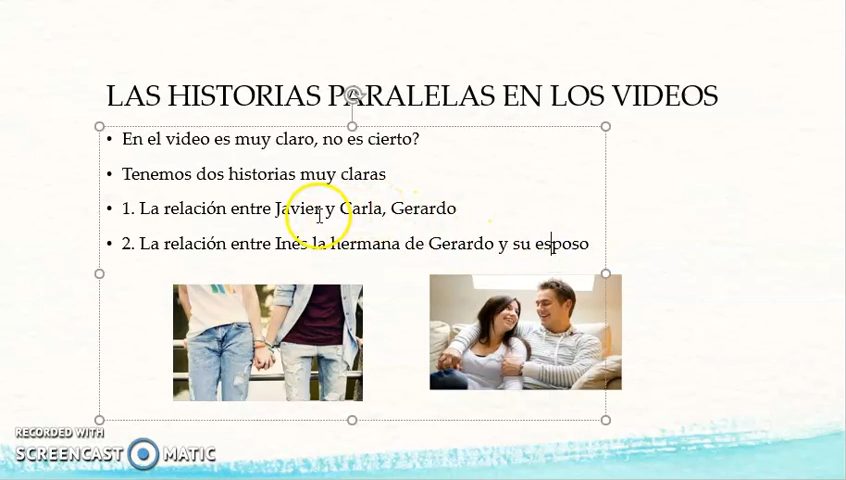 LAS HISTORIAS PARALELAS EN LOS VIDEOS
• En el video es muy claro, no es cierto?
• Tenemos dos historias muy claras
• 1. La relación entre Javier y Carla, Gerardo
• 2. La relación entre Inés la hermana de Gerardo y su esposo
RECORDED WITH
SCREENCAST MATIC